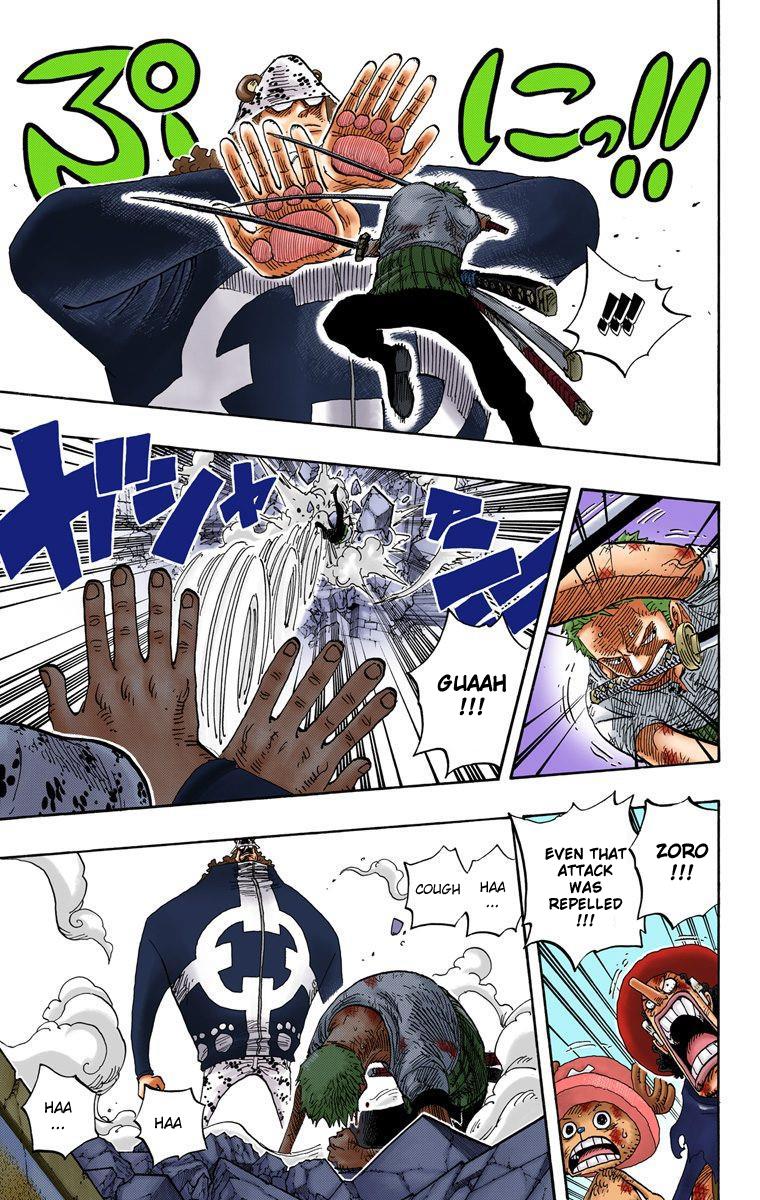 ぷにっ!!
!!!
ガシャアン
GUAAH
!!!
ZORO
!!!
EVEN THAT
ATTACK
WAS
REPELLED
!!!
HAA
...
COUGH
HAA
...
HAA